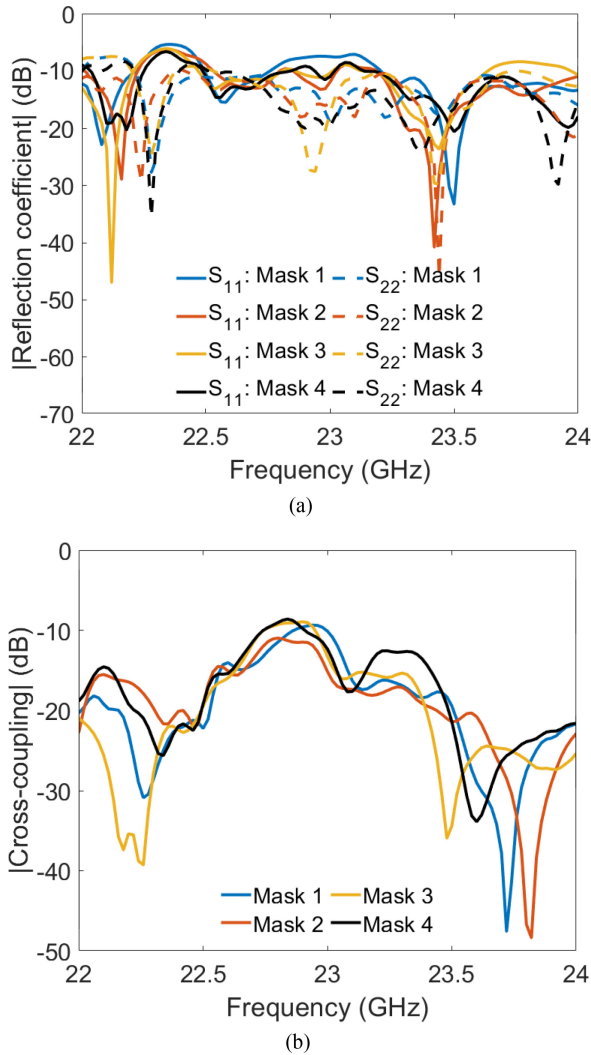 0
-10
-20
-30
-40
-50
-60
-70
|Reflection coefficient| (dB)
S11: Mask 1 S22: Mask 1
S11: Mask 2 S22: Mask 2
S11: Mask 3 S22: Mask 3
S11: Mask 4 S22: Mask 4
22 22.5 23 23.5 24
Frequency (GHz)
(a)
0
-10
-20
-30
-40
-50
|Cross-coupling| (dB)
Mask 1 Mask 3
Mask 2 Mask 4
22 22.5 23 23.5 24
Frequency (GHz)
(b)